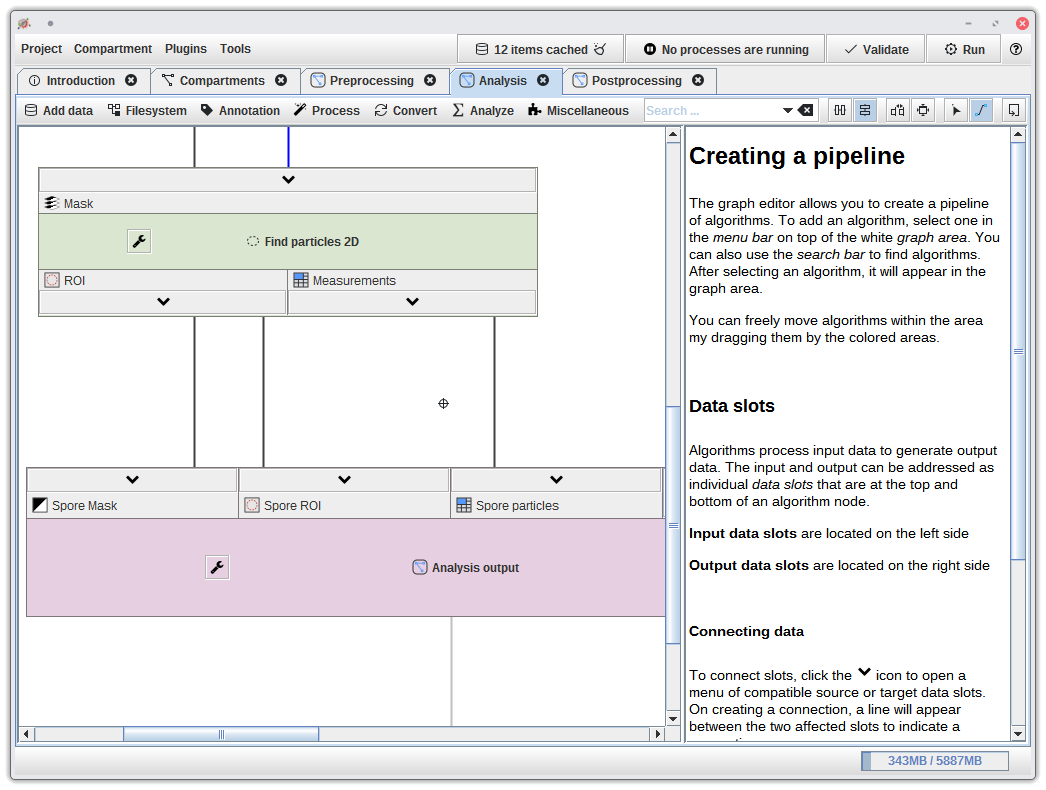 Project Compartment Plugins Tools 12 items cached No processes are running Validate Run
Introduction Compartments Preprocessing Analysis Postprocessing
Add data Filesystem Annotation Process Convert Analyze Miscellaneous Search ...
Mask
Find particles 2D
ROI Measurements
Spore Mask Spore ROI Spore particles
Analysis output
Creating a pipeline
The graph editor allows you to create a pipeline
of algorithms. To add an algorithm, select one in
the menu bar on top of the white graph area. You
can also use the search bar to find algorithms.
After selecting an algorithm, it will appear in the
graph area.
You can freely move algorithms within the area
my dragging them by the colored areas.
Data slots
Algorithms process input data to generate output
data. The input and output can be addressed as
individual data slots that are at the top and
bottom of an algorithm node.
Input data slots are located on the left side
Output data slots are located on the right side
Connecting data
To connect slots, click the icon to open a
menu of compatible source or target data slots.
On creating a connection, a line will appear
between the two affected slots to indicate a
343MB / 5887MB